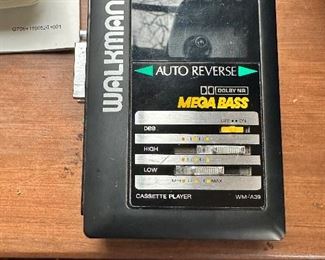 WALKMAN
AUTO REVERSE
DOLBY NR
MEGA BASS
DBB
HIGH
LOW
MAX
CASSETTE PLAYER WM-A39